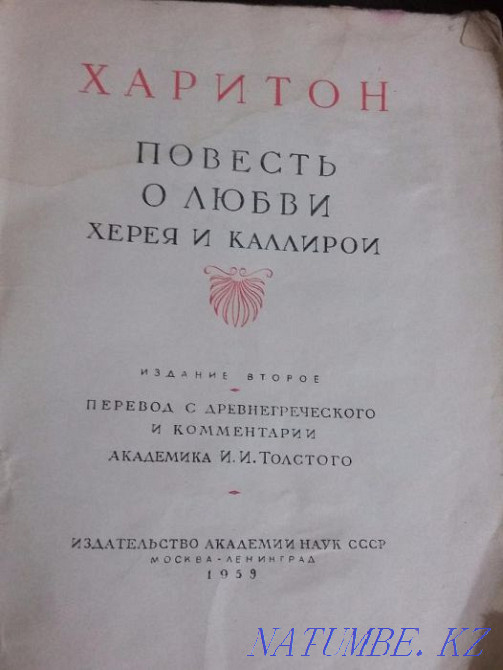 ХАРИТОН
ПОВЕСТЬ
О ЛЮБВИ
ХЕРЕЯ И КАЛЛИРОИ
ИЗДАНИЕ ВТОРОЕ
ПЕРЕВОД С ДРЕВНЕГРЕЧЕСКОГО
И КОММЕНТАРИИ
АКАДЕМИКА И. И. ТОЛСТОГО
ИЗДАТЕЛЬСТВО АКАДЕМИИ НАУК СССР
МОСКВА-ЛЕНИНГРАД
1959
NATUMBE.KZ